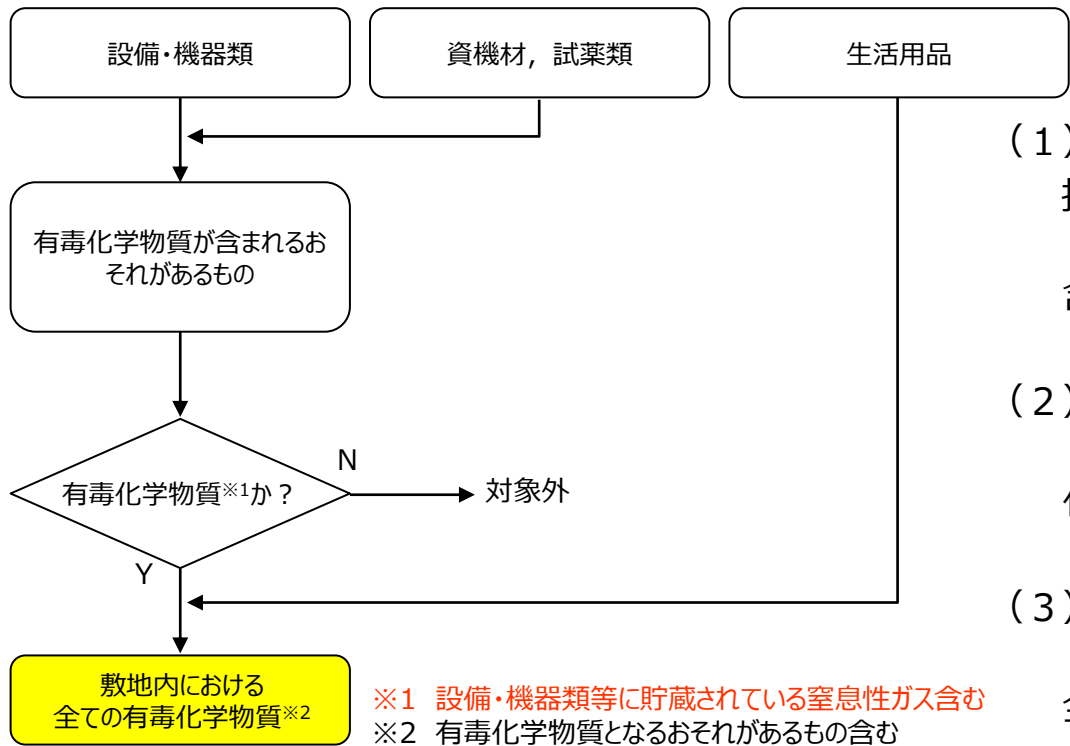 設備・機器類
資機材，試薬類
生活用品
有毒化学物質が含まれるお
それがあるもの
有毒化学物質※1か？
N
対象外
Y
敷地内における
全ての有毒化学物質※2
※1 設備・機器類等に貯蔵されている窒息性ガス含む
※2 有毒化学物質となるおそれがあるもの含む
（１）
（２）
（３）